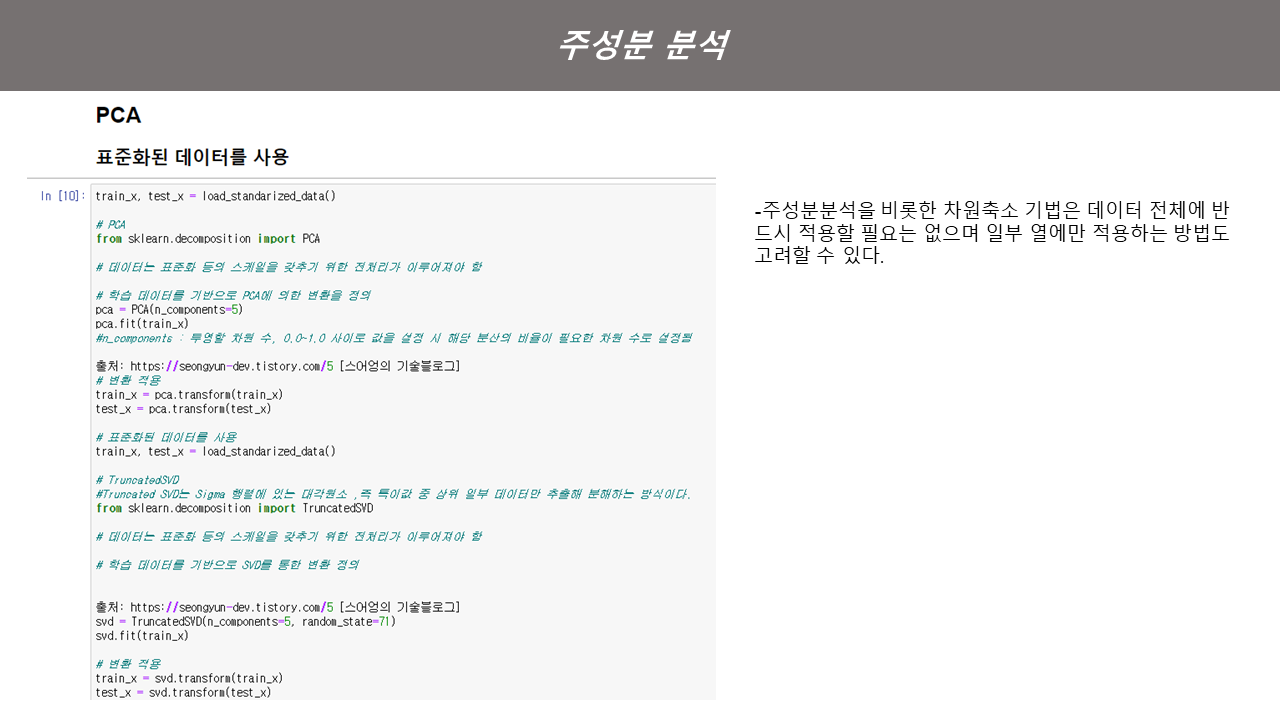 주성분 분석
PCA
표준화된 데이터를 사용
In [10]:
train_x, test_x = load_standarized_data()
# PCA
from sklearn.decomposition import PCA
# 데이터는 표준화 등의 스케일을 갖추기 위한 전처리가 이루어져야 함
# 학습 데이터를 기반으로 PCA에 의한 변환을 정의
pca = PCA(n_components=5)
pca.fit(train_x)
#n_components : 투영할 차원 수, 0.0~1.0 사이로 값을 설정 시 해당 분산의 비율이 필요한 차원 수로 설정됨
출처: https://seongyun-dev.tistory.com/5 [스어엉의 기술블로그]
# 변환 적용
train_x = pca.transform(train_x)
test_x = pca.transform(test_x)
# 표준화된 데이터를 사용
train_x, test_x = load_standarized_data()
# TruncatedSVD
#Truncated SVD는 Sigma 행렬에 있는 대각원소 ,즉 특이값 중 상위 일부 데이터만 추출해 분해하는 방식이다.
from sklearn.decomposition import TruncatedSVD
# 데이터는 표준화 등의 스케일을 갖추기 위한 전처리가 이루어져야 함
# 학습 데이터를 기반으로 SVD를 통한 변환 정의
출처: https://seongyun-dev.tistory.com/5 [스어엉의 기술블로그]
svd = TruncatedSVD(n_components=5, random_state=71)
svd.fit(train_x)
# 변환 적용
train_x = svd.transform(train_x)
test_x = svd.transform(test_x)
-주성분분석을 비롯한 차원축소 기법은 데이터 전체에 반
드시 적용할 필요는 없으며 일부 열에만 적용하는 방법도
고려할 수 있다.